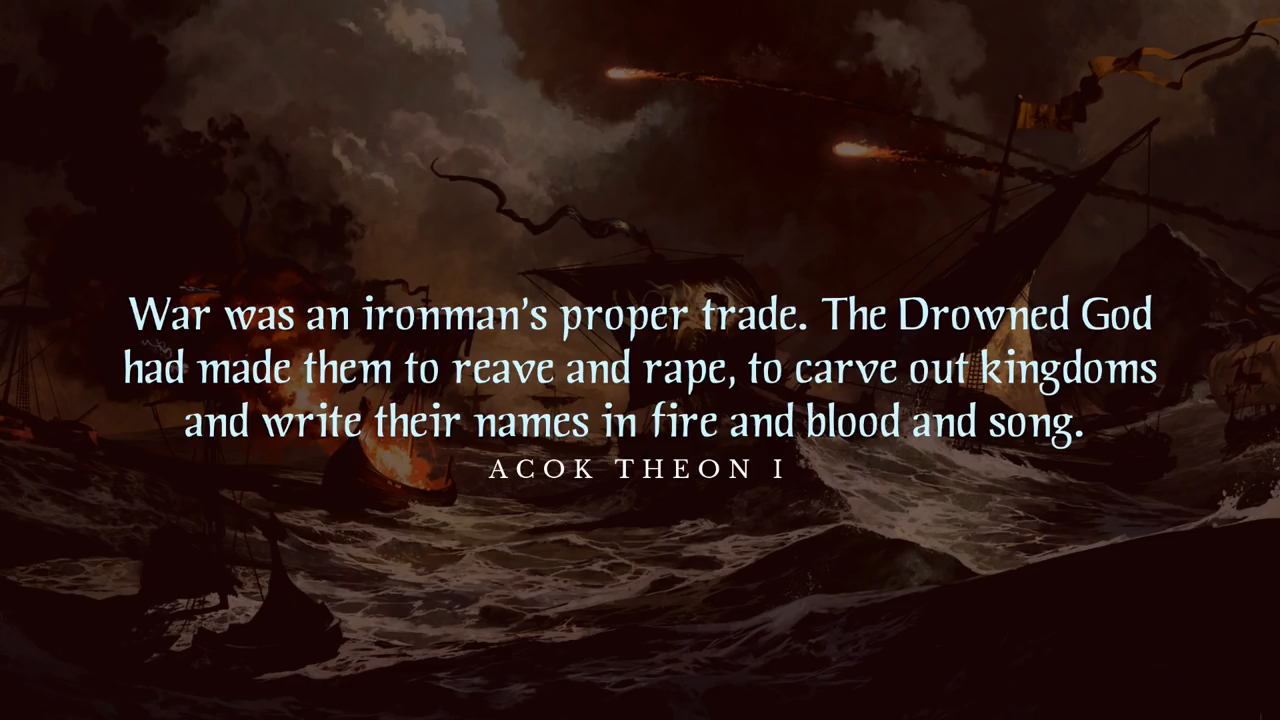 War was an ironman’s proper trade. The Drowned God
had made them to reave and rape, to carve out kingdoms
and write their names in fire and blood and song.
ACOK THEON I